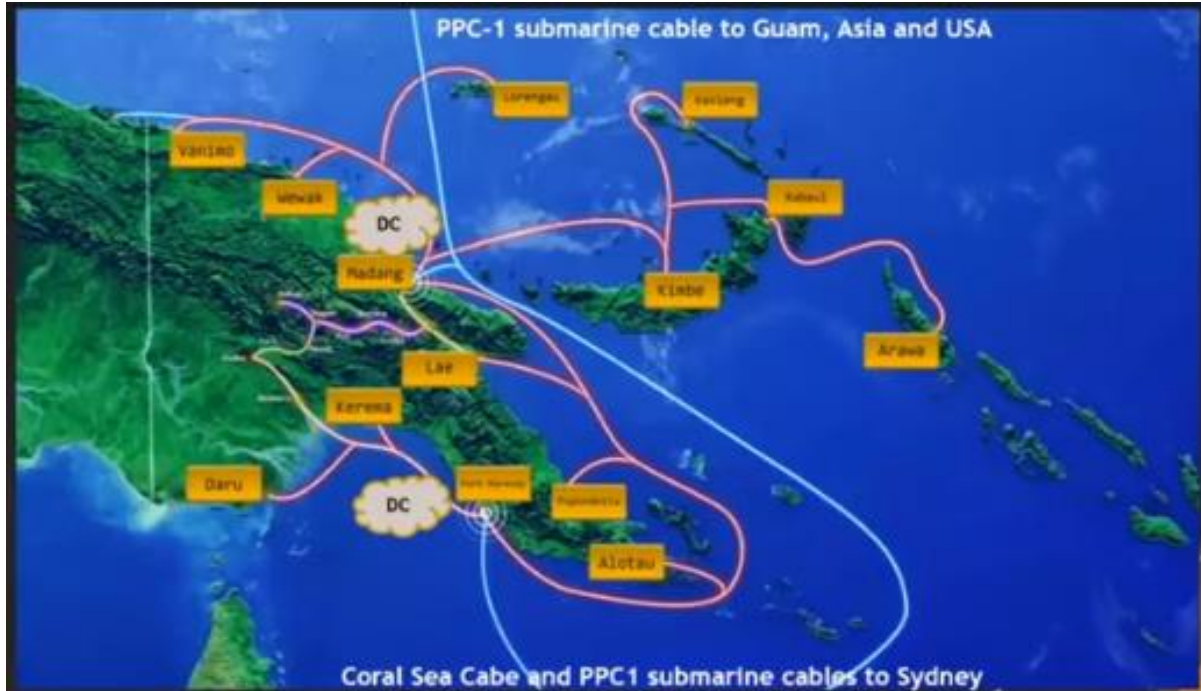 PPC-1 submarine cable to Guam, Asia and USA
Lorengau
Kavieng
Vanimo
Wewak
Rabaul
DC
Madang
Kimbe
Arawa
Lae
Kerema
Daru
DC
Port Moresby
Popondetta
Alotau
Coral Sea Cabe and PPC1 submarine cables to Sydney